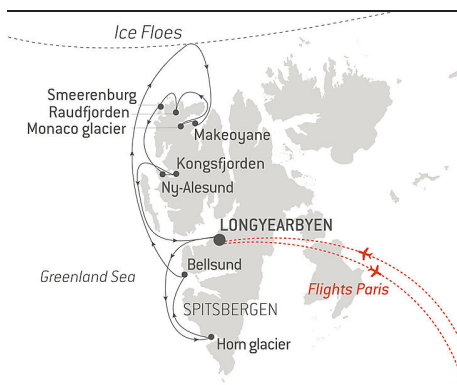 Ice Floes
Smeerenburg
Raudfjorden
Monaco glacier
Makeoyane
Kongsfjorden
Ny-Alesund
LONGYEARBYEN
Bellsund
Greenland Sea
Flights Paris
SPITSBERGEN
Horn glacier